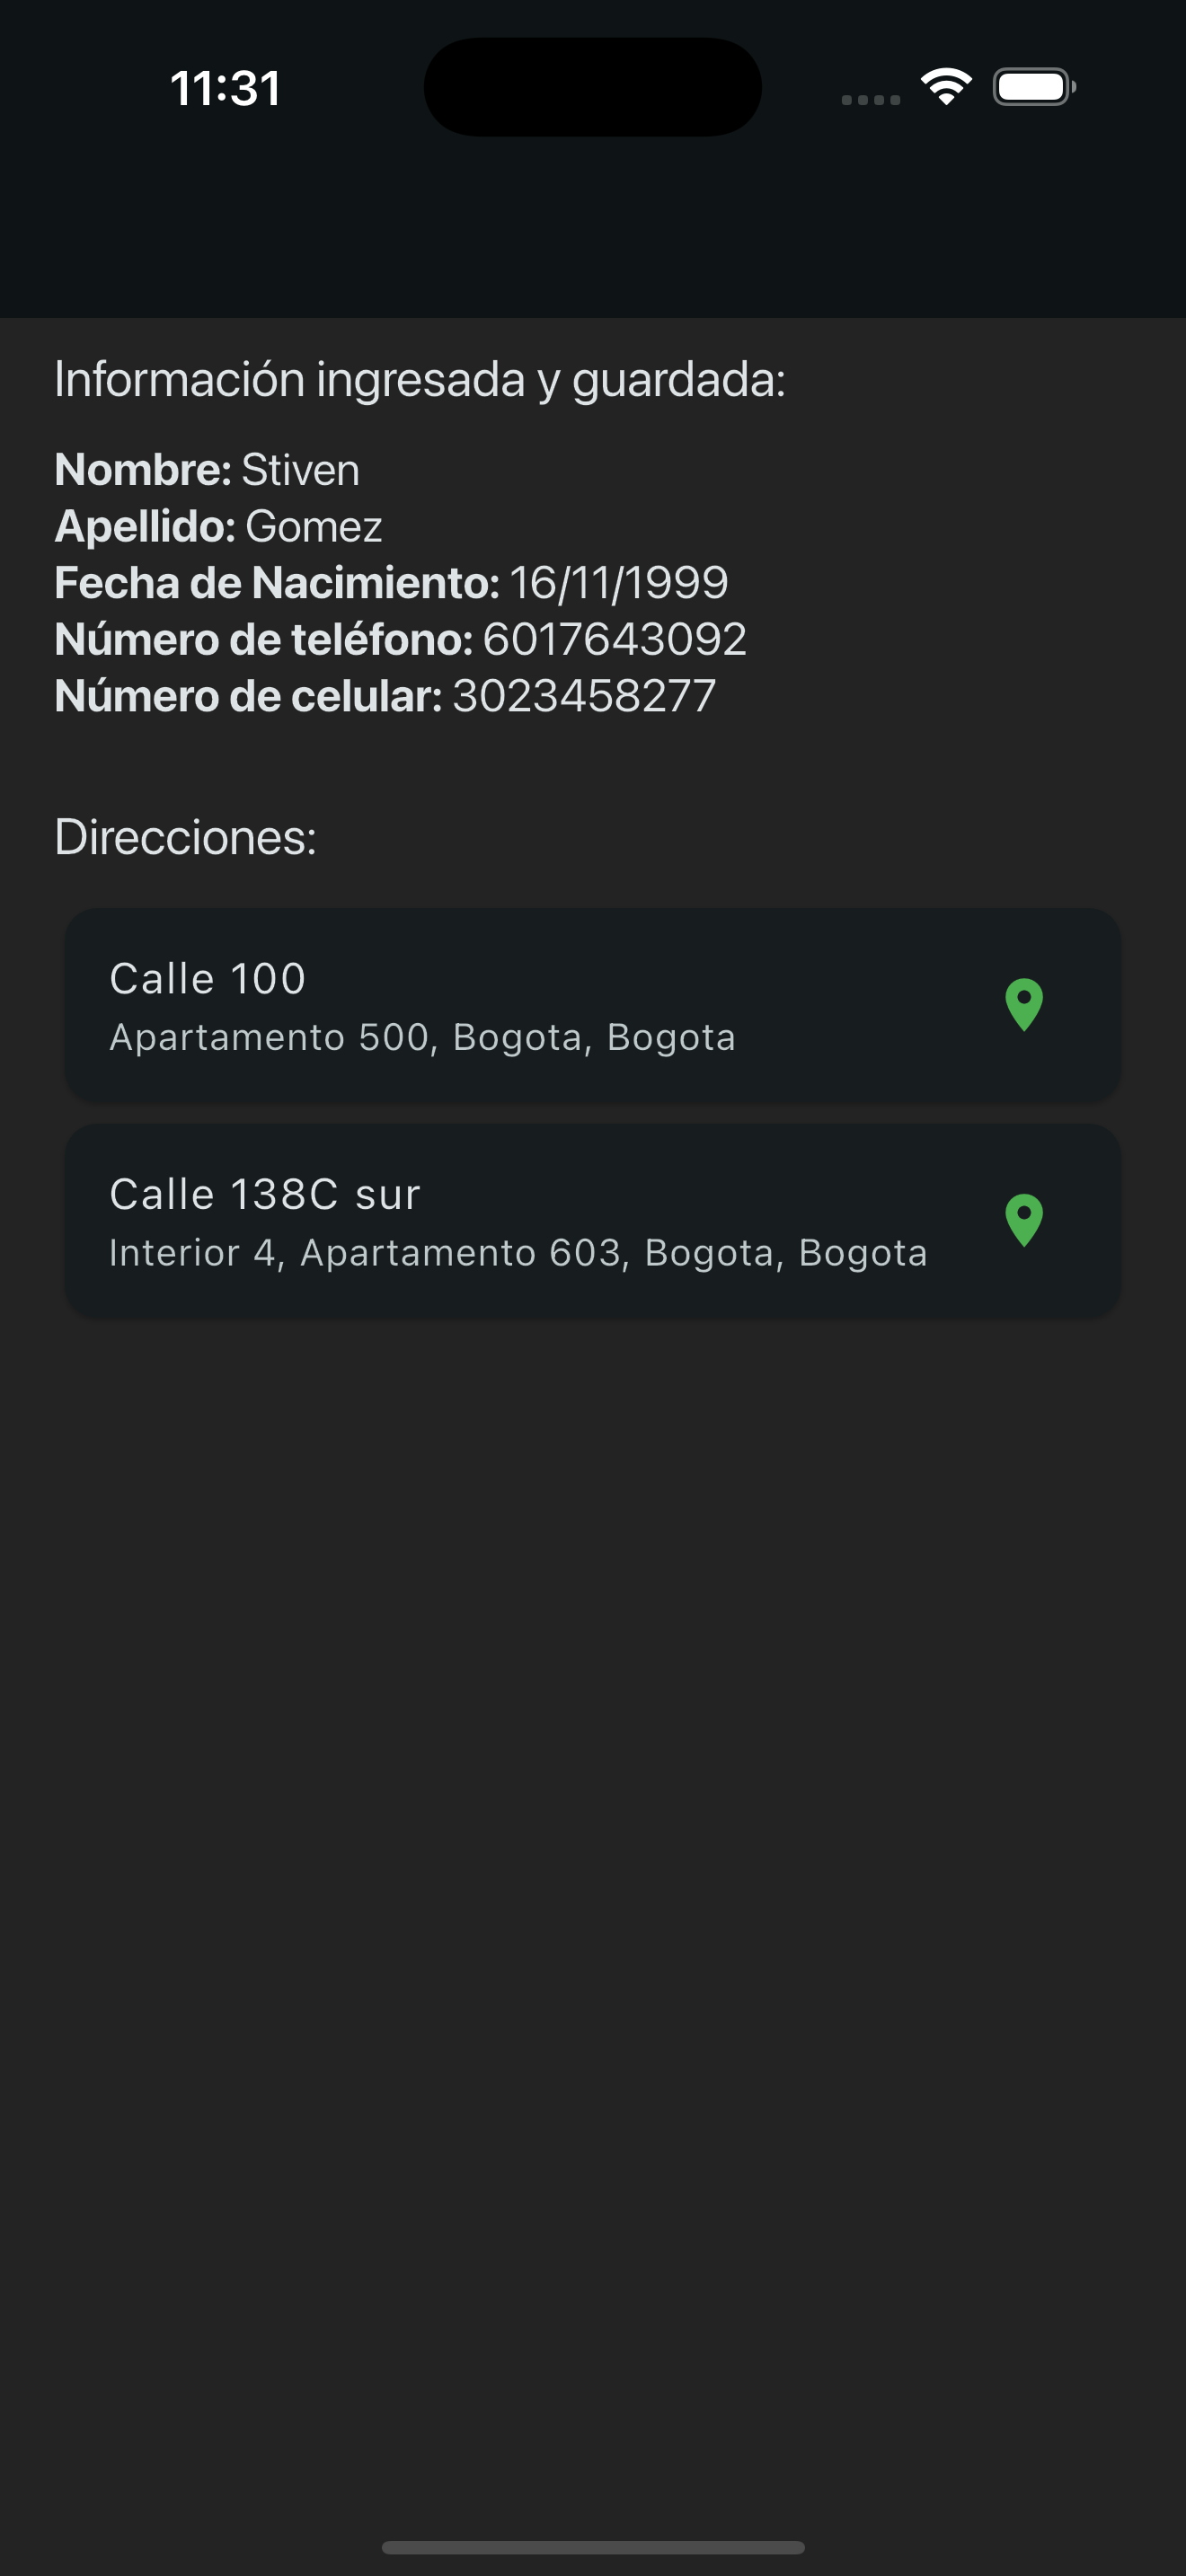 11:31
Información ingresada y guardada:
Nombre: Stiven
Apellido: Gomez
Fecha de Nacimiento: 16/11/1999
Número de teléfono: 6017643092
Número de celular: 3023458277
Direcciones:
Calle 100
Apartamento 500, Bogota, Bogota
Calle 138C sur
Interior 4, Apartamento 603, Bogota, Bogota